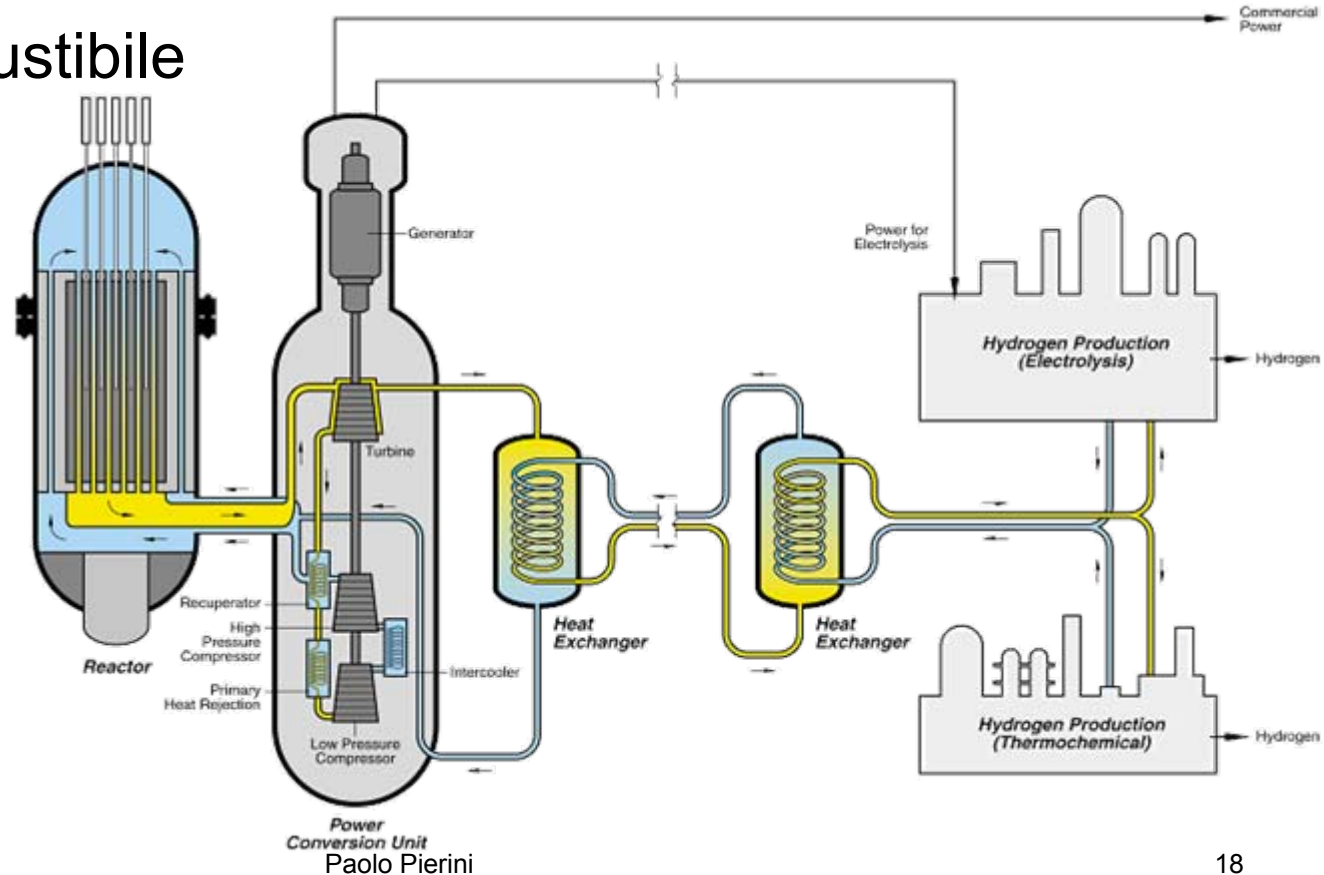 ustibile
Commercial
Power
Generator
Power for
Electrolysis
Hydrogen Production
(Electrolysis)
Hydrogen
Turbine
Recuperator
High
Pressure
Compressor
Primary
Heat Rejection
Intercooler
Low Pressure
Compressor
Reactor
Heat
Exchanger
Heat
Exchanger
Hydrogen Production
(Thermochemical)
Hydrogen
Power
Conversion Unit
Paolo Pierini
18